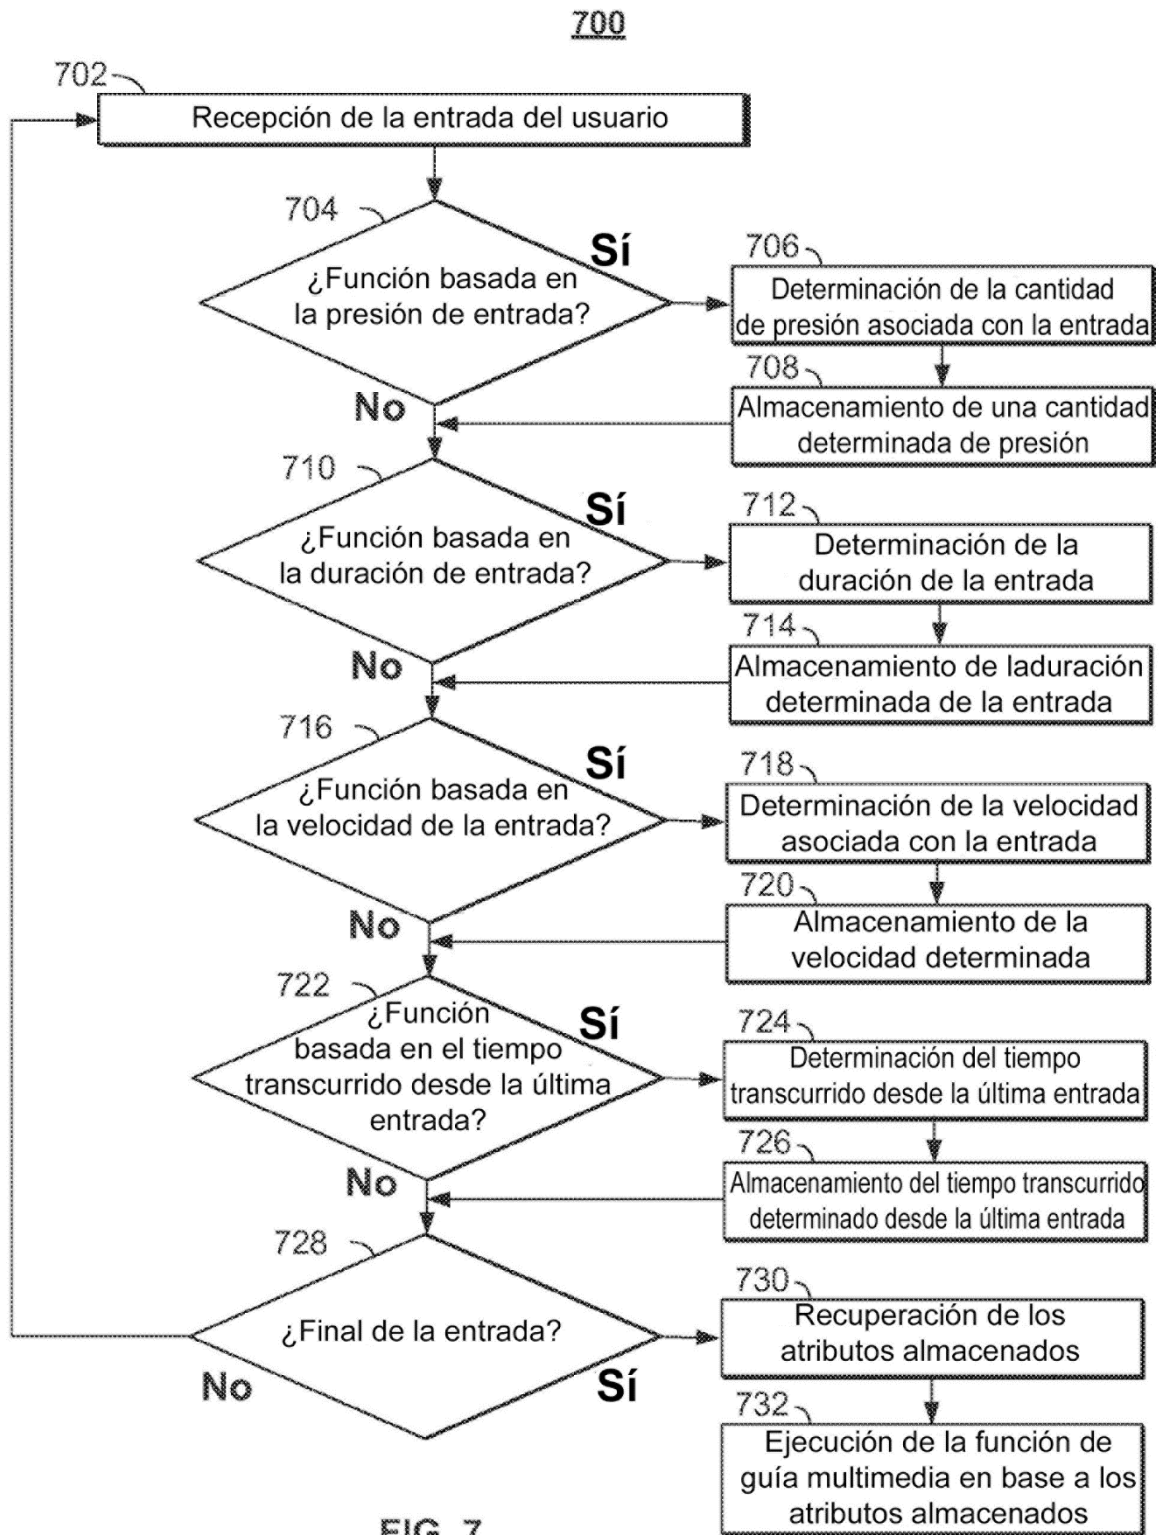 700
702
Recepción de la entrada del usuario
704
¿Función basada en
la presión de entrada?
Sí
No
706
Determinación de la cantidad
de presión asociada con la entrada
708
Almacenamiento de una cantidad
determinada de presión
710
¿Función basada en
la duración de entrada?
Sí
No
712
Determinación de la
duración de la entrada
714
Almacenamiento de laduración
determinada de la entrada
716
¿Función basada en
la velocidad de la entrada?
Sí
No
718
Determinación de la velocidad
asociada con la entrada
720
Almacenamiento de la
velocidad determinada
722
¿Función
basada en el tiempo
transcurrido desde la última
entrada?
Sí
No
724
Determinación del tiempo
transcurrido desde la última entrada
726
Almacenamiento del tiempo transcurrido
determinado desde la última entrada
728
¿Final de la entrada?
No
Sí
730
Recuperación de los
atributos almacenados
732
Ejecución de la función de
guía multimedia en base a los
atributos almacenados
FIG. 7